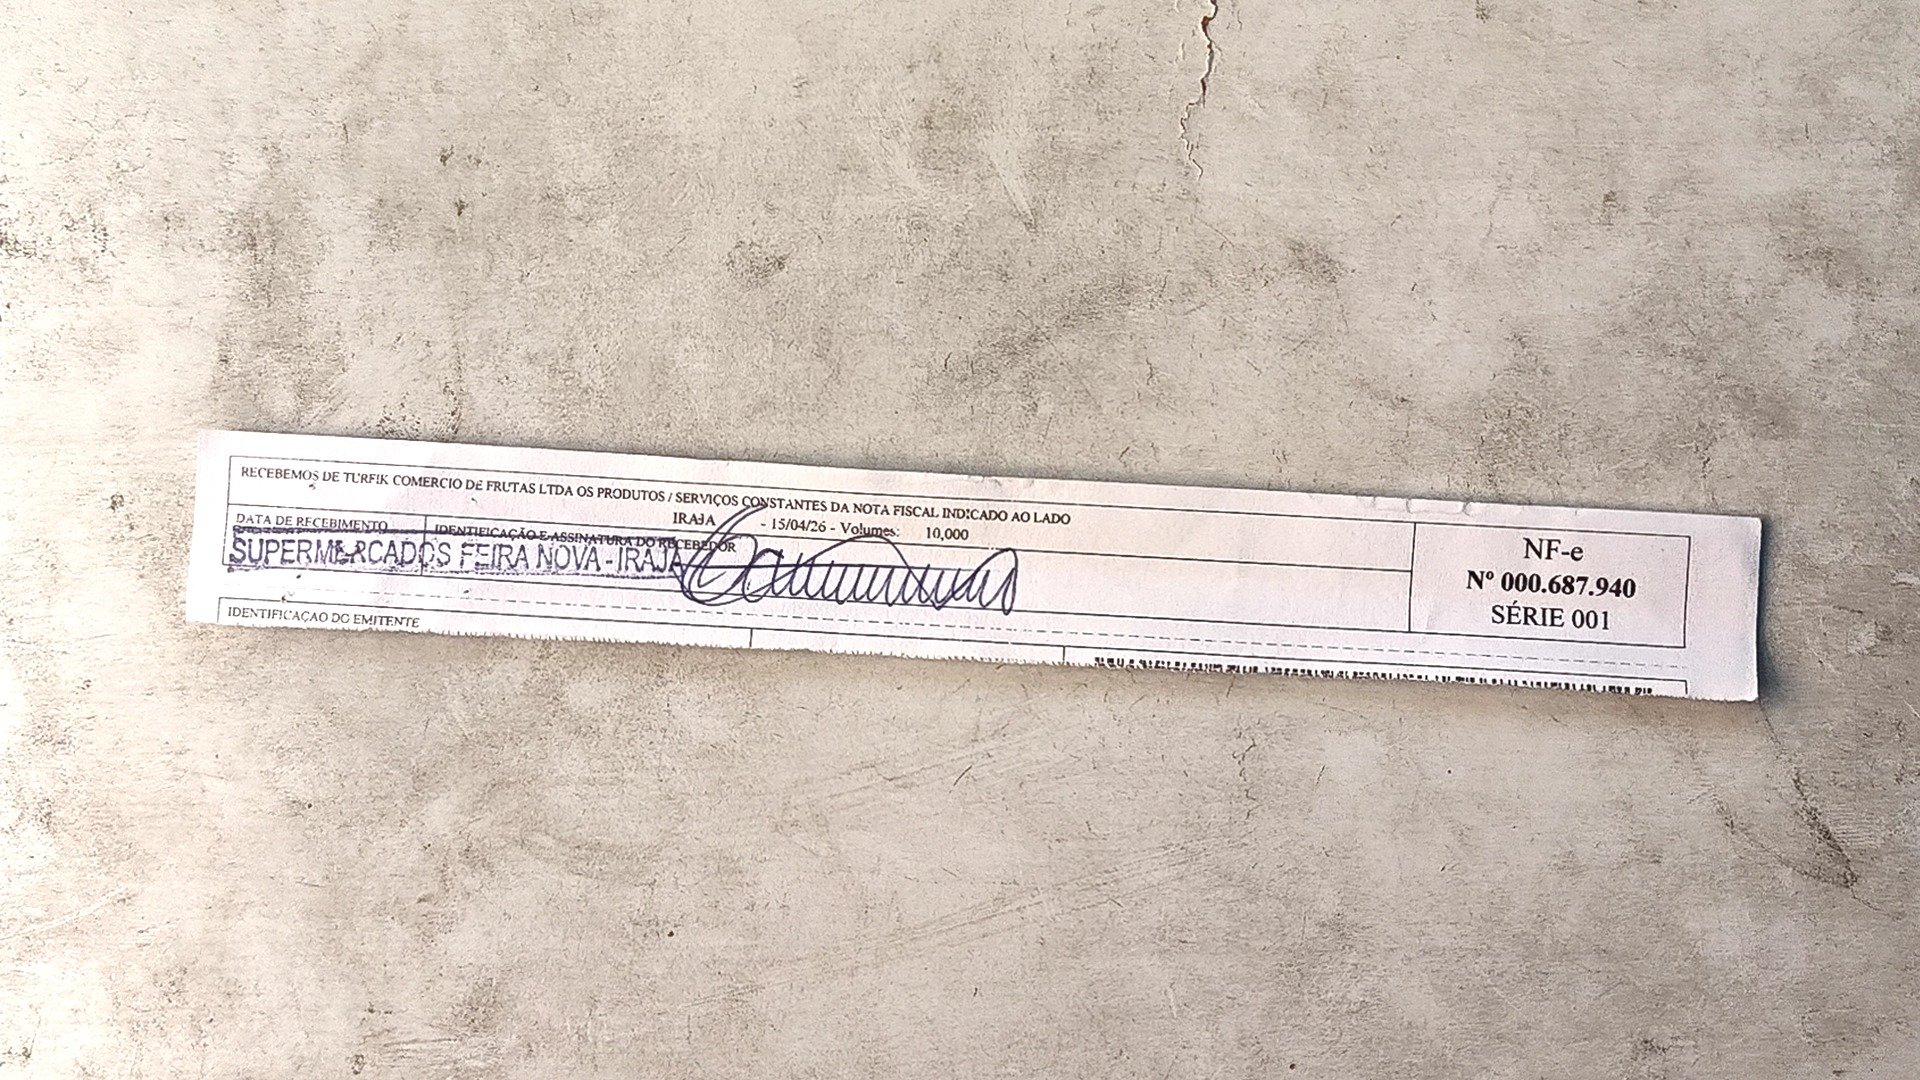 RECEBEMOS DE TURFIK COMERCIO DE FRUTAS LTDA OS PRODUTOS / SERVIÇOS CONSTANTES DA NOTA FISCAL INDICADO AO LADO
IRAJA - 15/04/26 - Volumes: 10,000
DATA DE RECEBIMENTO
IDENTIFICAÇÃO E ASSINATURA DO RECEBEDOR
SUPERMERCADOS FEIRA NOVA - IRAJA
NF-e
Nº 000.687.940
SÉRIE 001
IDENTIFICAÇÃO DO EMITENTE